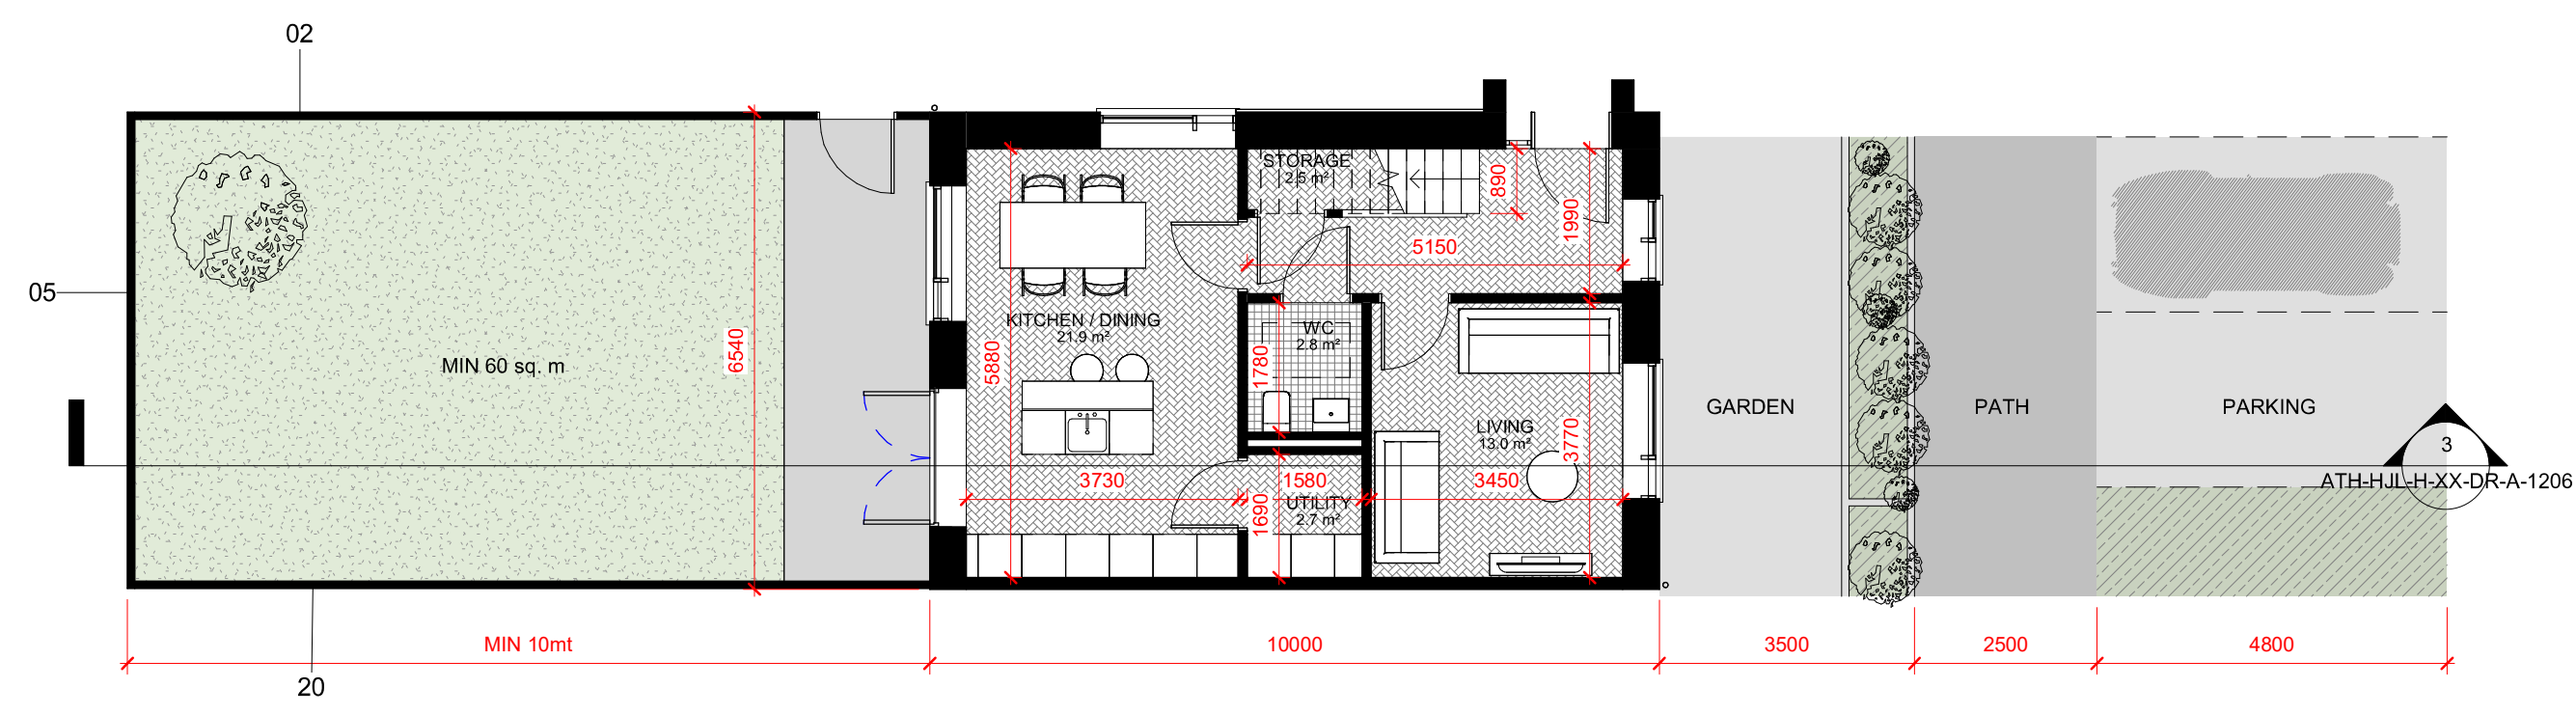 02
05
20
MIN 60 sq. m
6540
MIN 10mt
STORAGE
2.5 m²
890
1990
5150
KITCHEN / DINING
21.9 m²
5880
WC
2.8 m²
1780
LIVING
13.0 m²
3770
3730
1580
3450
1690
UTILITY
2.7 m²
10000
GARDEN
PATH
PARKING
3
ATH-HJL-H-XX-DR-A-1206
3500
2500
4800